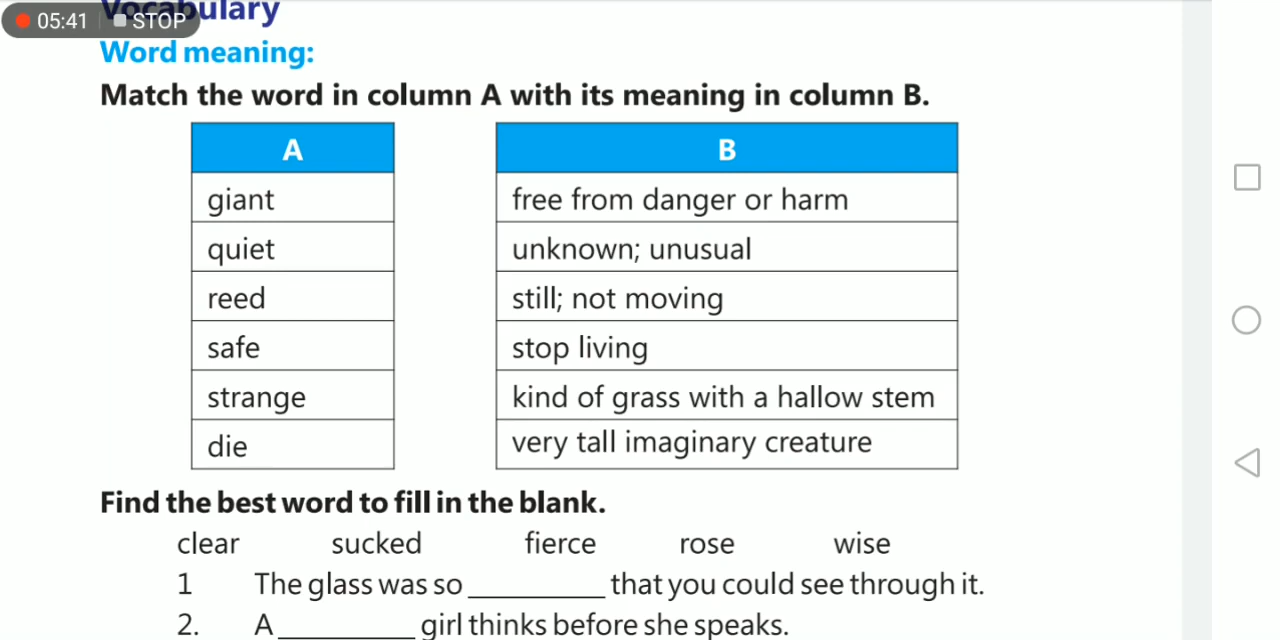 Vocabulary
05:41 STOP
Word meaning:
Match the word in column A with its meaning in column B.
A B
giant free from danger or harm
quiet unknown; unusual
reed still; not moving
safe stop living
strange kind of grass with a hallow stem
die very tall imaginary creature
Find the best word to fill in the blank.
clear sucked fierce rose wise
1 The glass was so _________ that you could see through it.
2. A _________ girl thinks before she speaks.